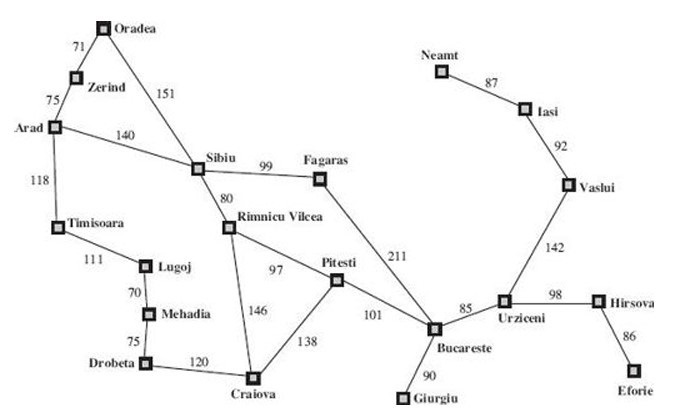 Oradea
71
Neamt
Zerind
87
151
75
Iasi
Arad
140
92
Sibiu
99
Fagaras
118
80
Vaslui
Timisoara
Rimnicu Vilcea
111
211
142
Lugoj
97
Pitesti
70
98
Hirsova
146
101
85
Mehadia
Urziceni
86
75
138
Bucareste
Drobeta
120
90
Craiova
Giurgiu
Eforie